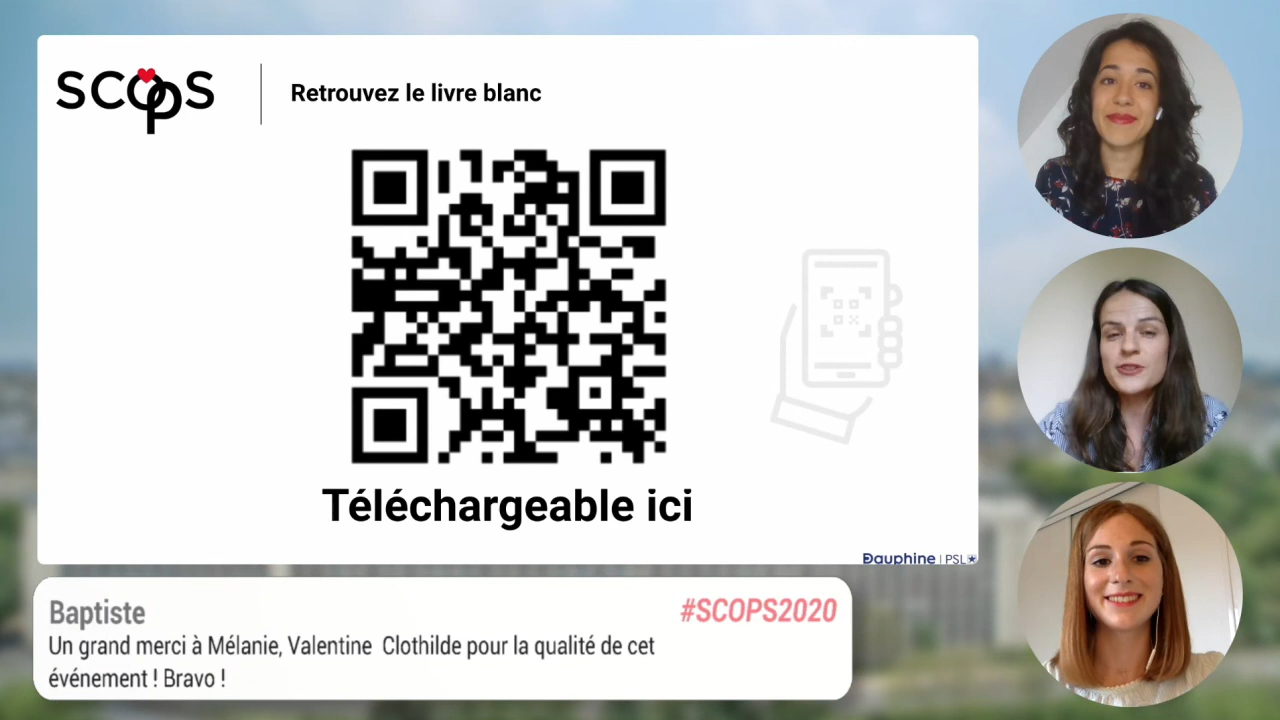 SCOPS
Retrouvez le livre blanc
Téléchargeable ici
Dauphine | PSL
Baptiste
#SCOPS2020
Un grand merci à Mélanie, Valentine Clothilde pour la qualité de cet
événement ! Bravo !